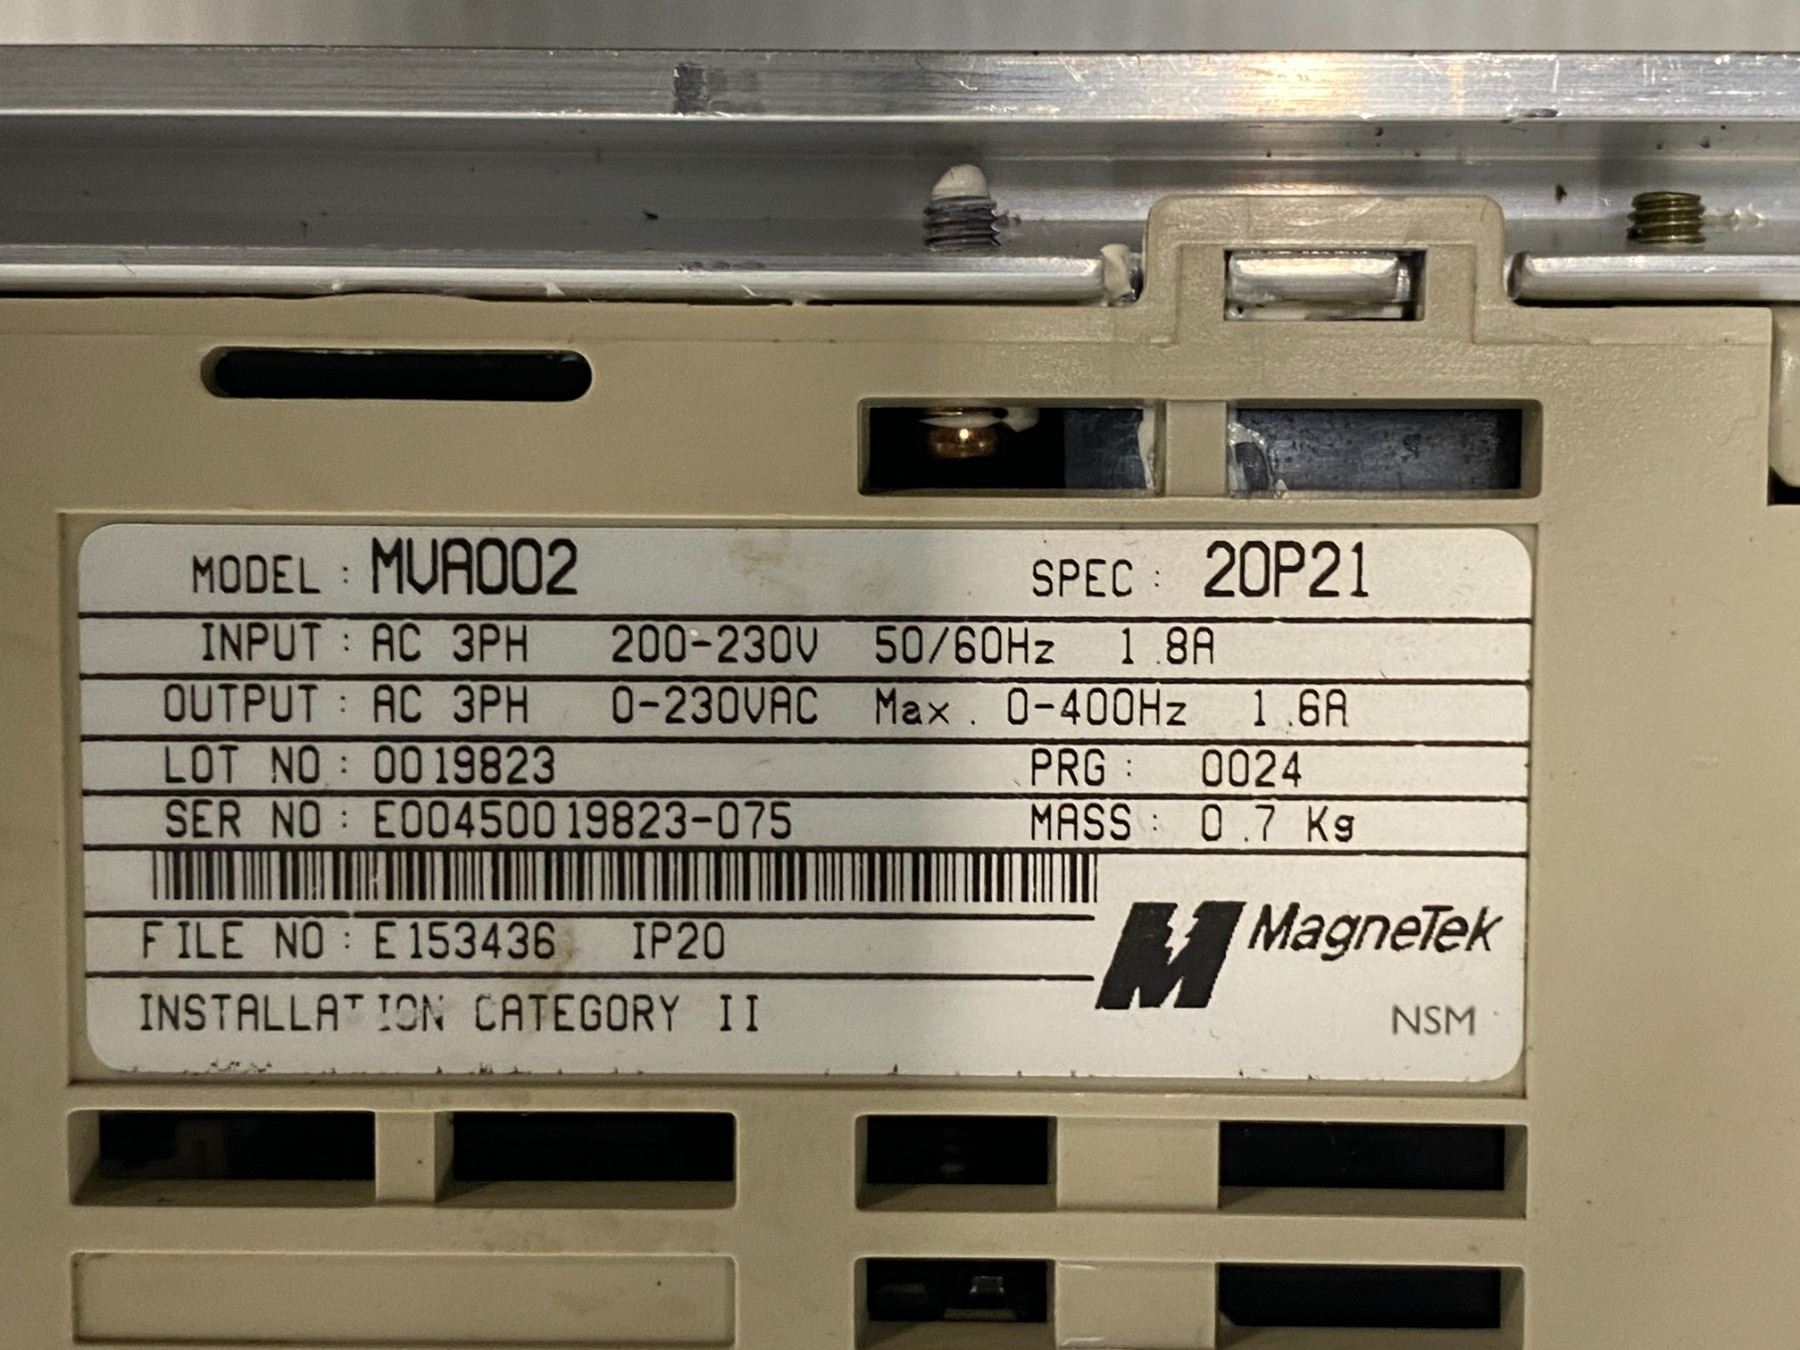 MODEL : MVA002 SPEC : 20P21
INPUT : AC 3PH 200-230V 50/60Hz 1.8A
OUTPUT : AC 3PH 0-230VAC Max. 0-400Hz 1.6A
LOT NO : 0019823 PRG : 0024
SER NO : E00450019823-075 MASS : 0.7 Kg
FILE NO : E153436 IP20
MagneTek
INSTALLATION CATEGORY II
NSM